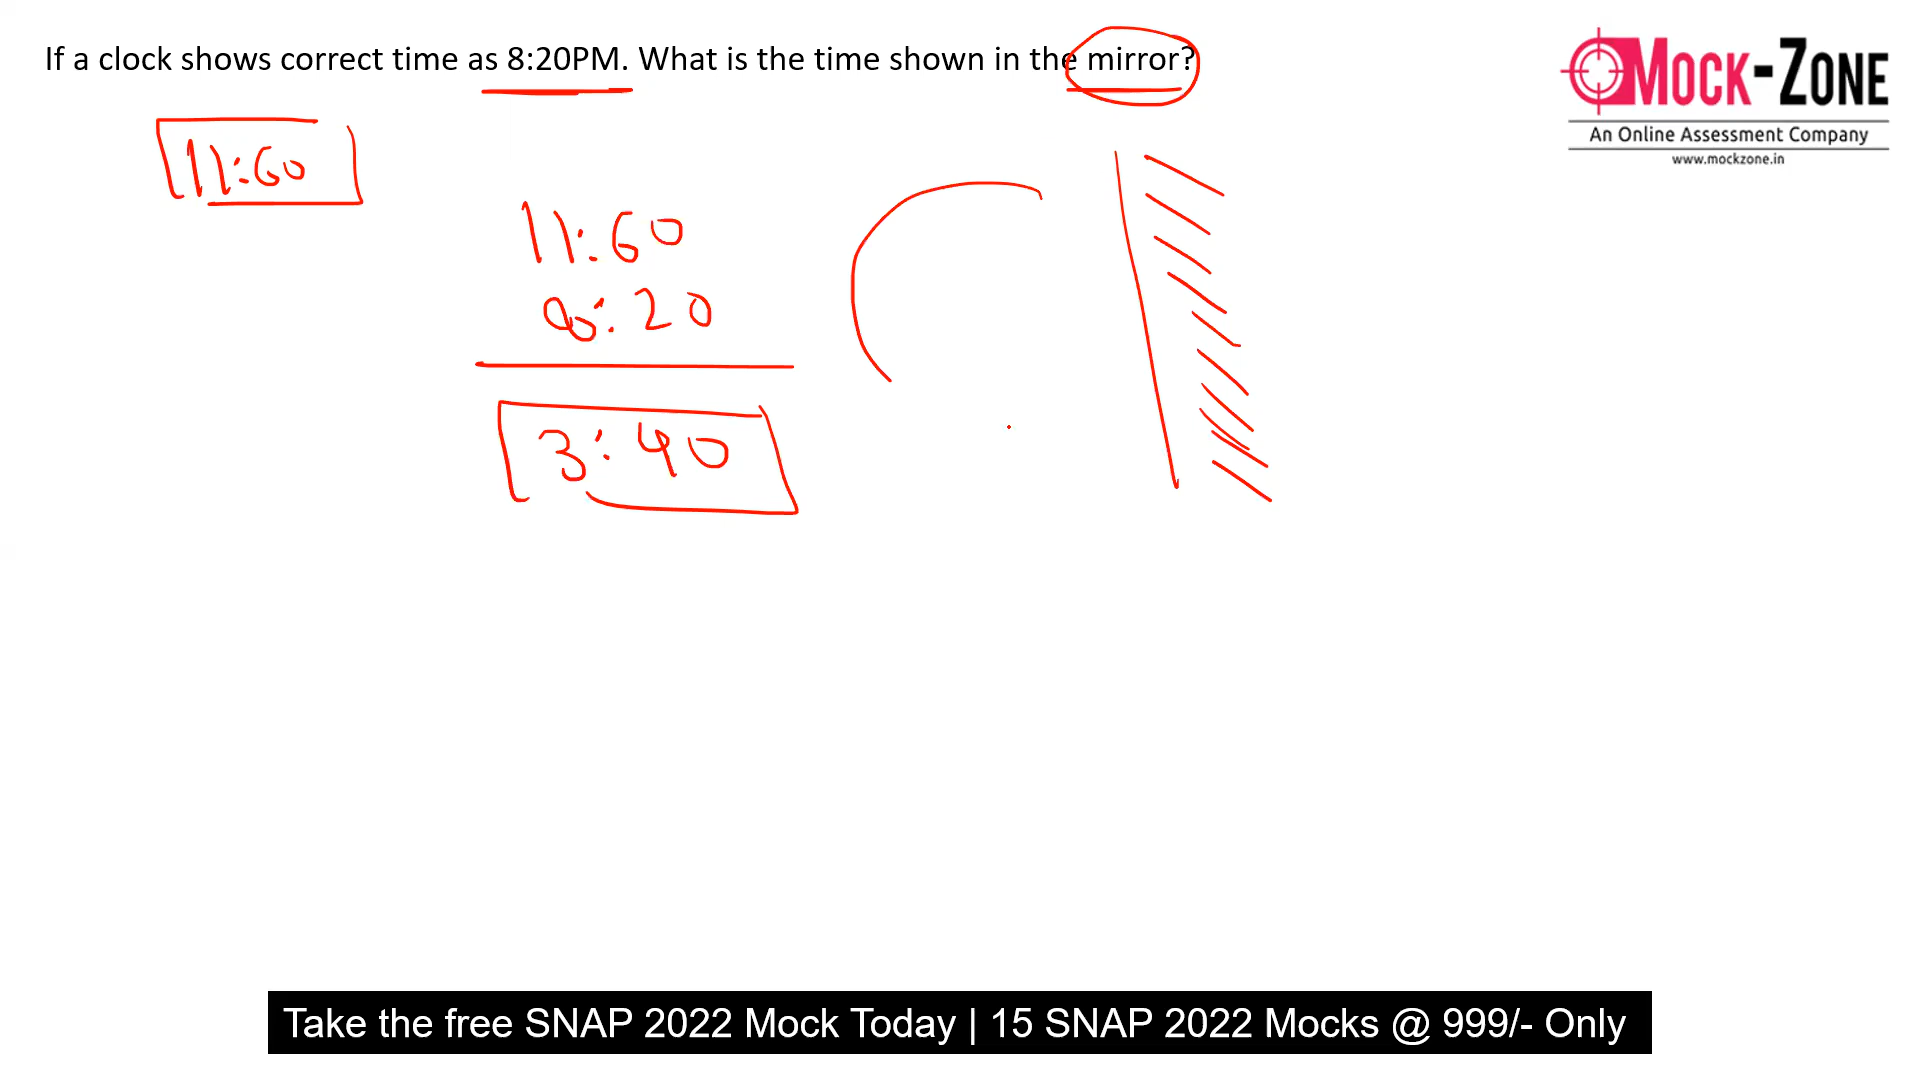 If a clock shows correct time as 8:20PM. What is the time shown in the mirror?
MOCK-ZONE
An Online Assessment Company
www.mockzone.in
11:60
11:60
8:20
3:40
Take the free SNAP 2022 Mock Today | 15 SNAP 2022 Mocks @ 999/- Only